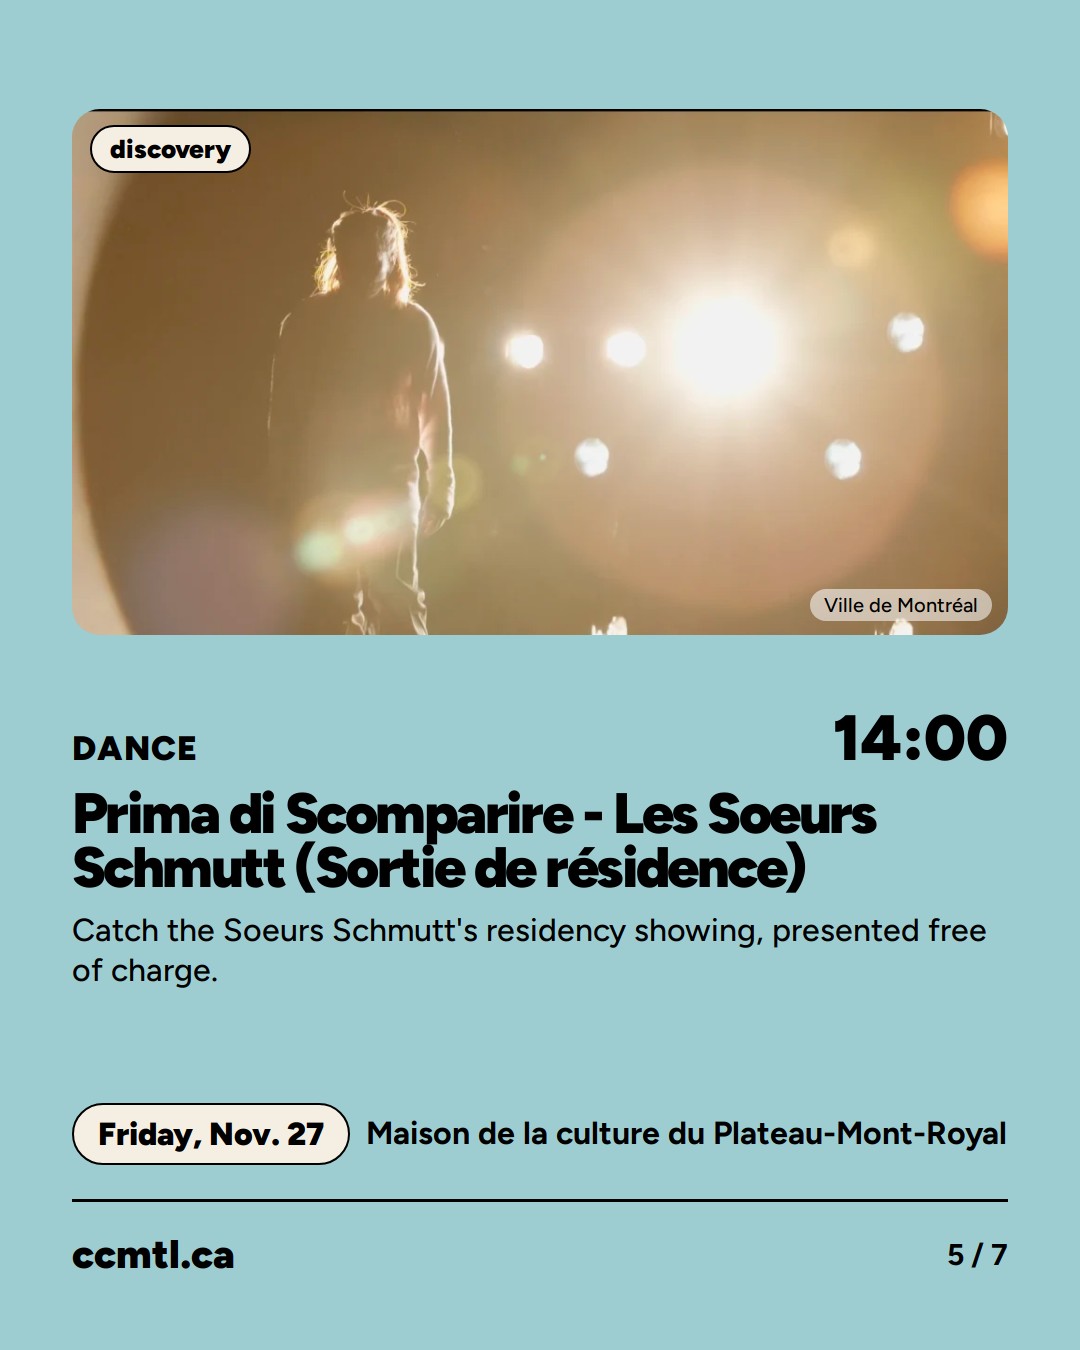 discovery
Ville de Montréal
DANCE
14:00
Prima di Scomparire - Les Soeurs
Schmutt (Sortie de résidence)
Catch the Soeurs Schmutt's residency showing, presented free
of charge.
Friday, Nov. 27
Maison de la culture du Plateau-Mont-Royal
ccmtl.ca
5 / 7